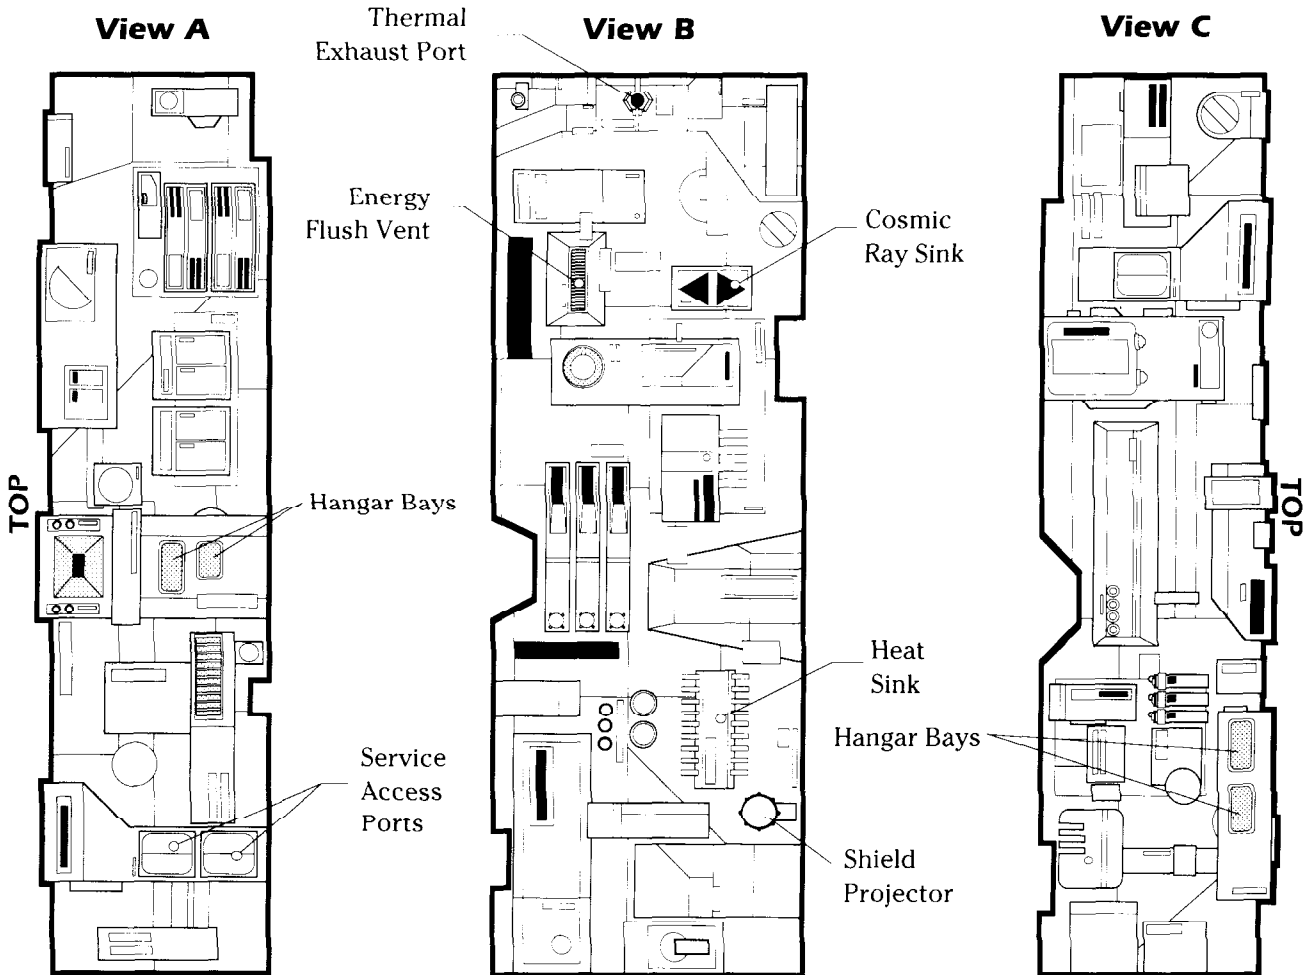 View A
Thermal
Exhaust Port
View B
View C
Energy
Flush Vent
Cosmic
Ray Sink
TOP
Hangar Bays
TOP
Heat
Sink
Hangar Bays
Service
Access
Ports
Shield
Projector